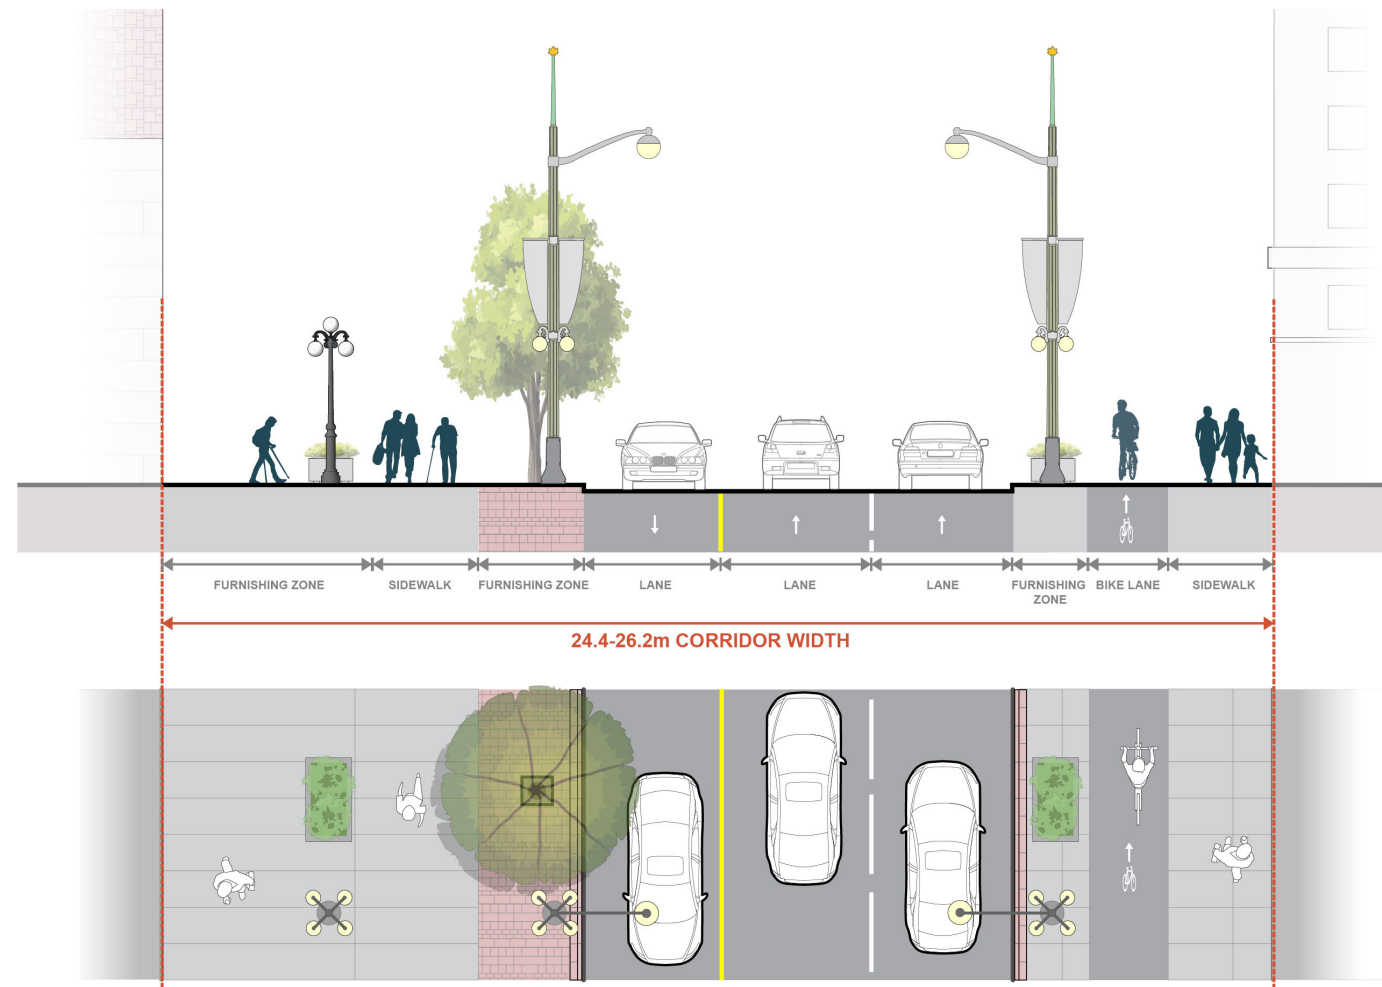 FURNISHING ZONE
SIDEWALK
FURNISHING ZONE
LANE
LANE
LANE
FURNISHING
ZONE
BIKE LANE
SIDEWALK
24.4-26.2m CORRIDOR WIDTH